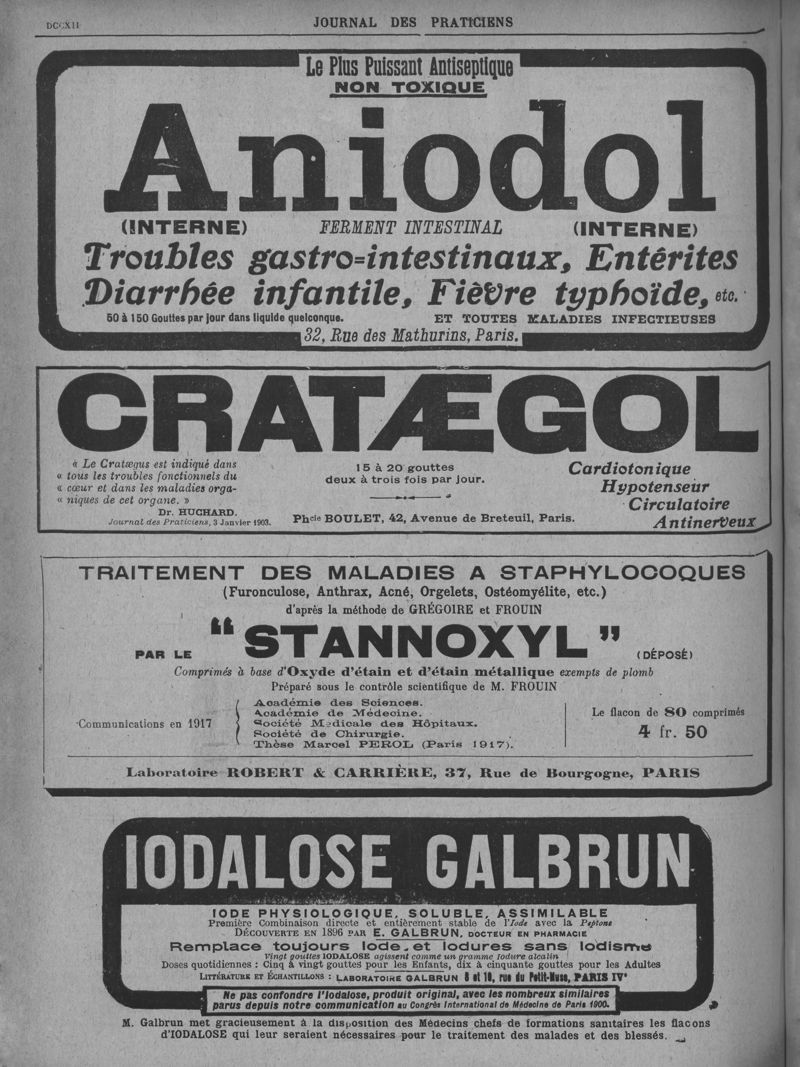 DCCXII
JOURNAL DES PRATICIENS
Le Plus Puissant Antiseptique
NON TOXIQUE
Aniodol
(INTERNE) FERMENT INTESTINAL (INTERNE)
Troubles gastro=intestinaux, Entérites
Diarrhée infantile, Fièvre typhoïde, etc.
50 à 150 Gouttes par jour dans liquide quelconque. ET TOUTES MALADIES INFECTIEUSES
32, Rue des Mathurins, Paris.
CRATÆGOL
« Le Cratægus est indiqué dans
« tous les troubles fonctionnels du
« cœur et dans les maladies orga-
« niques de cet organe. »
Dr. HUCHARD.
Journal des Praticiens, 3 Janvier 1903.
15 à 20 gouttes
deux à trois fois par jour.
Phcie BOULET, 42, Avenue de Breteuil, Paris.
Cardiotonique
Hypotenseur
Circulatoire
Antinerveux
TRAITEMENT DES MALADIES A STAPHYLOCOQUES
(Furonculose, Anthrax, Acné, Orgelets, Ostéomyélite, etc.)
d'après la méthode de GRÉGOIRE et FROUIN
PAR LE “STANNOXYL” (DÉPOSÉ)
Comprimés à base d'Oxyde d'étain et d'étain métallique exempts de plomb
Préparé sous le contrôle scientifique de M. FROUIN
Communications en 1917
Académie des Sciences.
Académie de Médecine.
Société Médicale des Hôpitaux.
Société de Chirurgie.
Thèse Marcel PEROL (Paris 1917).
Le flacon de 80 comprimés
4 fr. 50
Laboratoire ROBERT & CARRIÈRE, 37, Rue de Bourgogne, PARIS
IODALOSE GALBRUN
IODE PHYSIOLOGIQUE, SOLUBLE, ASSIMILABLE
Première Combinaison directe et entièrement stable de l'Iode avec la Peptone
DÉCOUVERTE EN 1896 PAR E. GALBRUN, DOCTEUR EN PHARMACIE
Remplace toujours Iode et Iodures sans Iodisme
Vingt gouttes IODALOSE agissent comme un gramme Iodure alcalin
Doses quotidiennes : Cinq à vingt gouttes pour les Enfants, dix à cinquante gouttes pour les Adultes
LITTÉRATURE ET ÉCHANTILLONS : LABORATOIRE GALBRUN 8 et 10, rue du Petit-Musc, PARIS IVe
Ne pas confondre l'Iodalose, produit original, avec les nombreux similaires
parus depuis notre communication au Congrès International de Médecine de Paris 1900.
M. Galbrun met gracieusement à la disposition des Médecins chefs de formations sanitaires les flacons
d'IODALOSE qui leur seraient nécessaires pour le traitement des malades et des blessés.